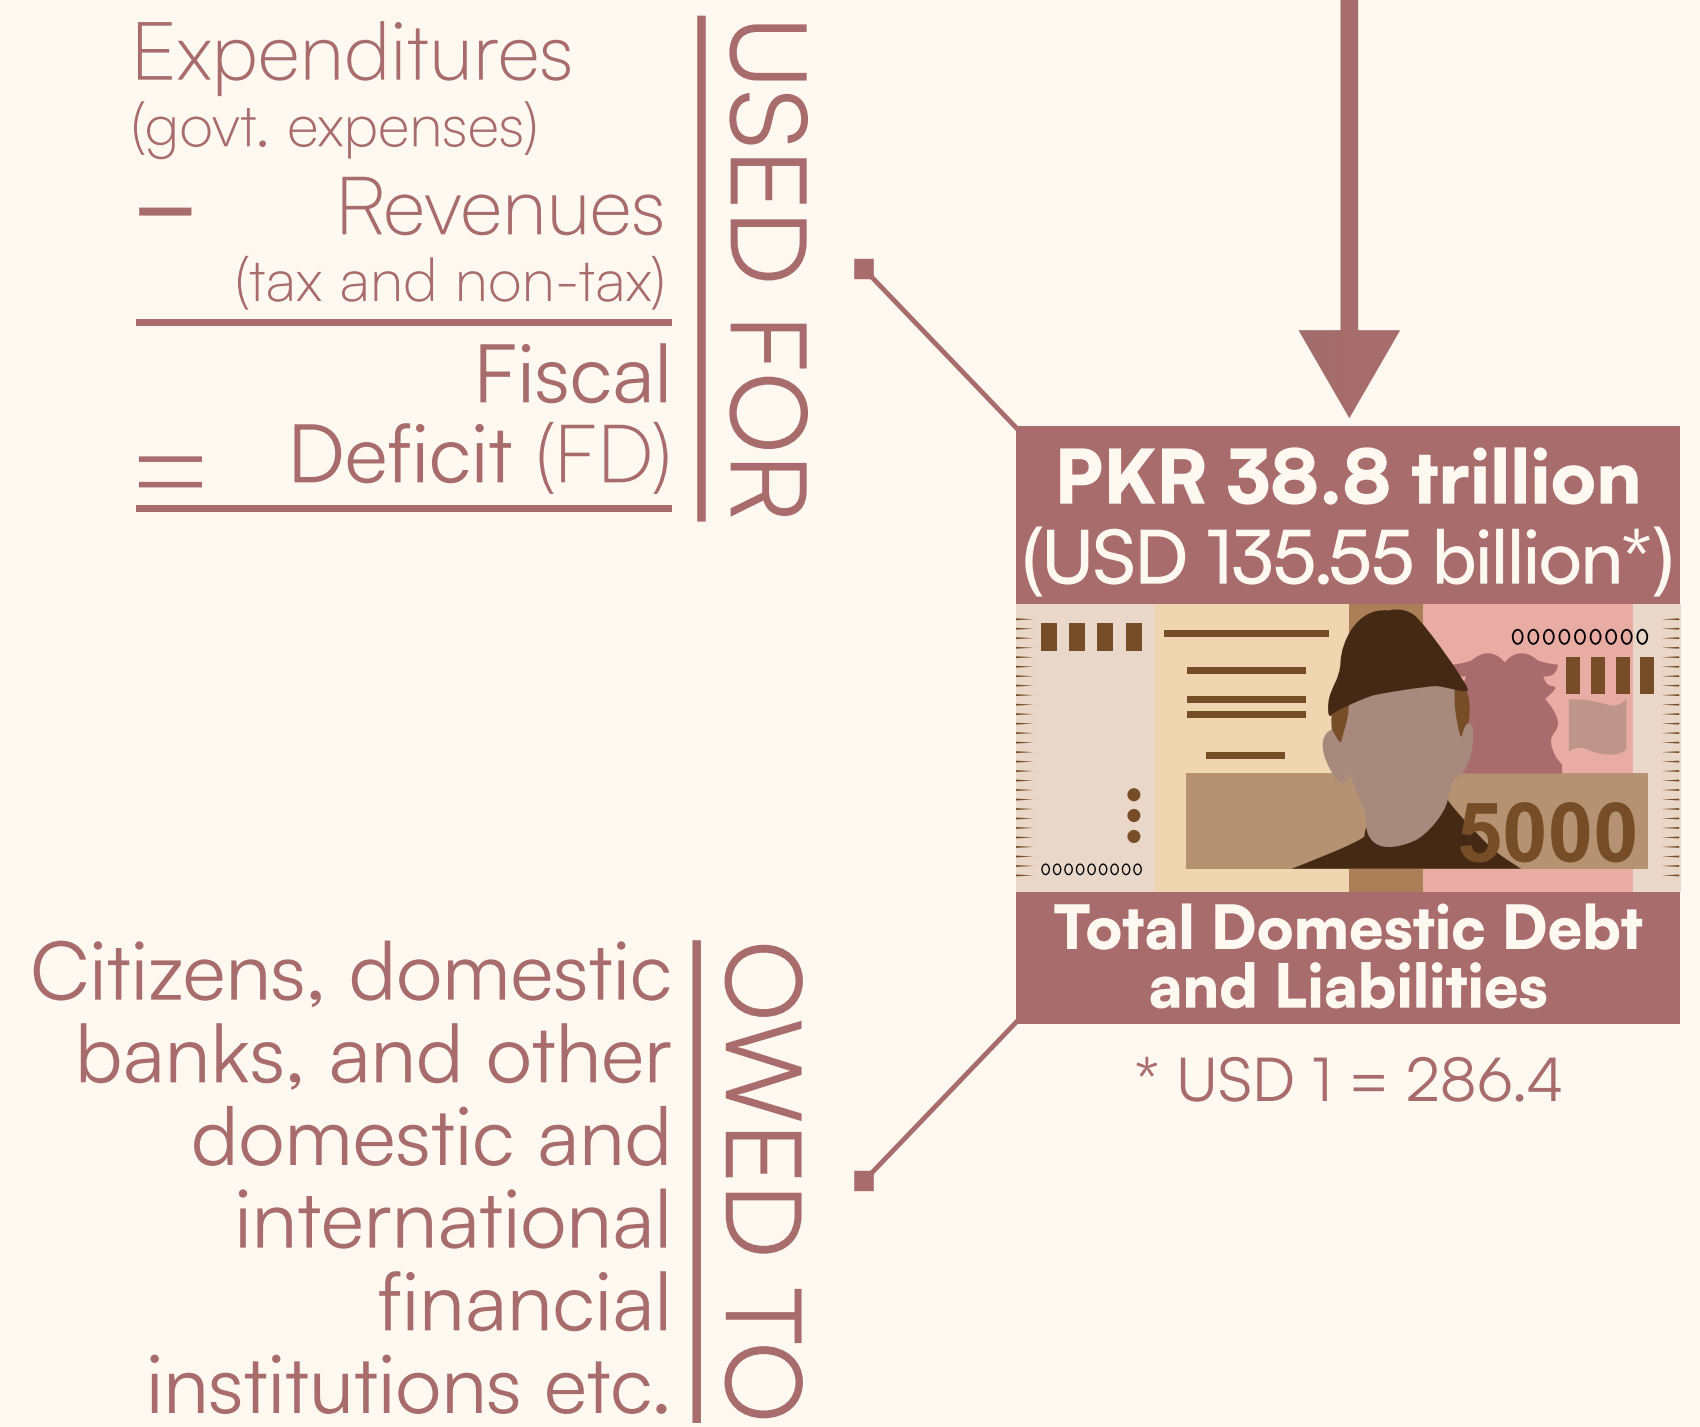 Expenditures
(govt. expenses)
– Revenues
(tax and non-tax)
Fiscal
= Deficit (FD)
USED FOR
PKR 38.8 trillion
(USD 135.55 billion*)
000000000
5000
000000000
Total Domestic Debt
and Liabilities
* USD 1 = 286.4
Citizens, domestic
banks, and other
domestic and
international
financial
institutions etc.
OWED TO